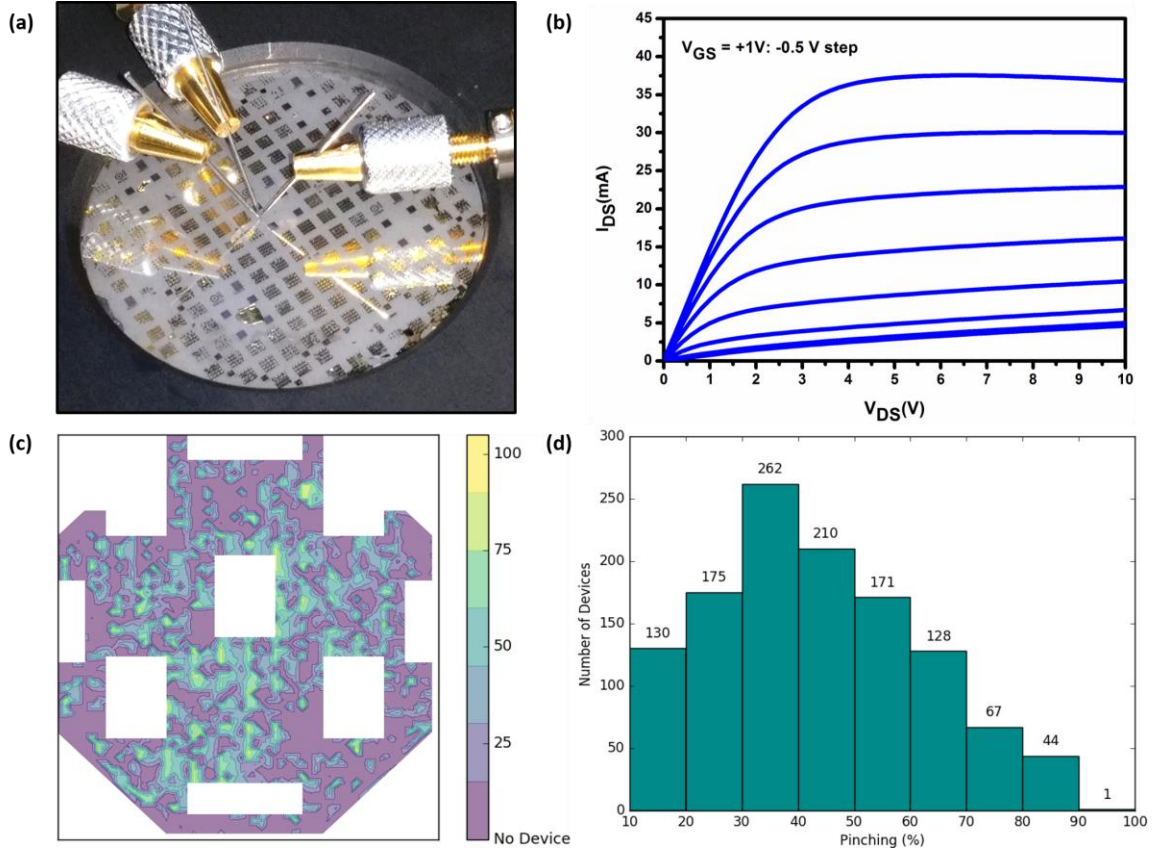 (a)
(b)
V_GS = +1V: -0.5 V step
45
40
35
30
25
20
15
10
5
0
I_DS(mA)
0 1 2 3 4 5 6 7 8 9 10
V_DS(V)
(c)
100
75
50
25
No Device
(d)
300
250
200
150
100
50
0
Number of Devices
130
175
262
210
171
128
67
44
1
10 20 30 40 50 60 70 80 90 100
Pinching (%)